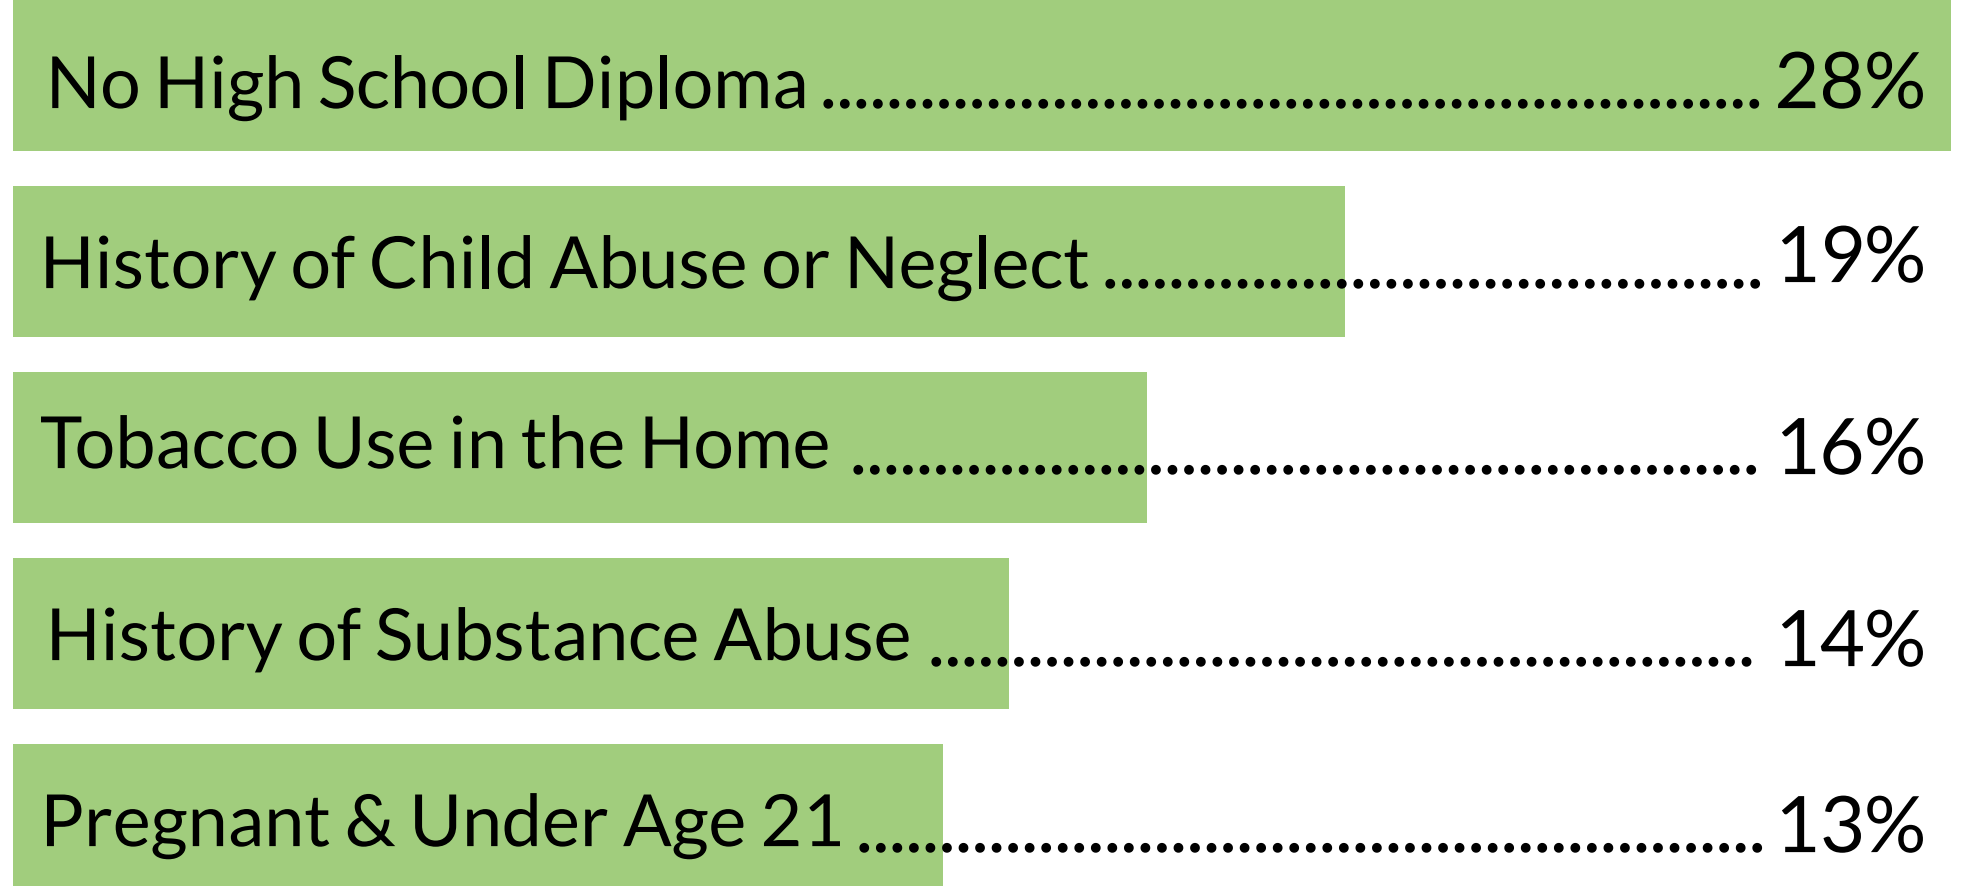 No High School Diploma ........................................................ 28%
History of Child Abuse or Neglect ........................................ 19%
Tobacco Use in the Home ....................................................... 16%
History of Substance Abuse .................................................. 14%
Pregnant & Under Age 21 ....................................................... 13%